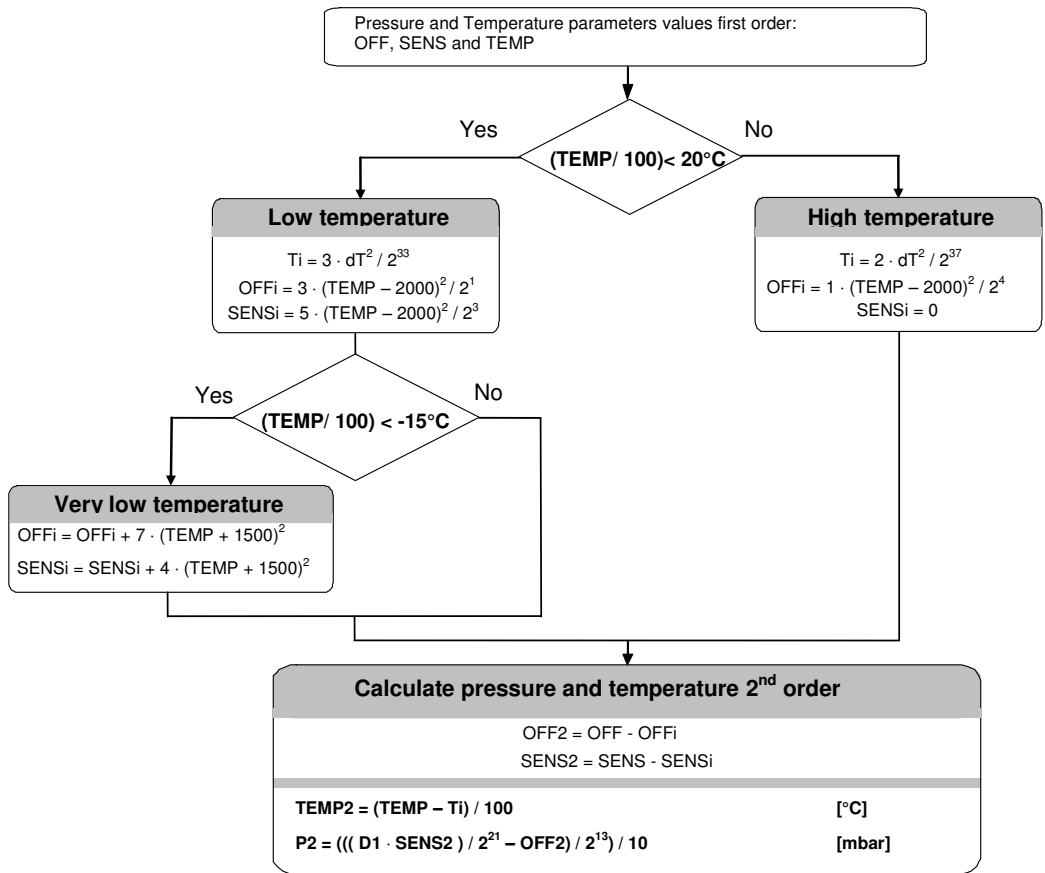 Pressure and Temperature parameters values first order:
OFF, SENS and TEMP
Yes
No
(TEMP/ 100)< 20°C
Low temperature
Ti = 3 · dT² / 2³³
OFFi = 3 · (TEMP – 2000)² / 2¹
SENSi = 5 · (TEMP – 2000)² / 2³
High temperature
Ti = 2 · dT² / 2³⁷
OFFi = 1 · (TEMP – 2000)² / 2⁴
SENSi = 0
Yes
No
(TEMP/ 100) < -15°C
Very low temperature
OFFi = OFFi + 7 · (TEMP + 1500)²
SENSi = SENSi + 4 · (TEMP + 1500)²
Calculate pressure and temperature 2ⁿᵈ order
OFF2 = OFF - OFFi
SENS2 = SENS - SENSi
TEMP2 = (TEMP – Ti) / 100 [°C]
P2 = ((( D1 · SENS2 ) / 2²¹ – OFF2) / 2¹³) / 10 [mbar]